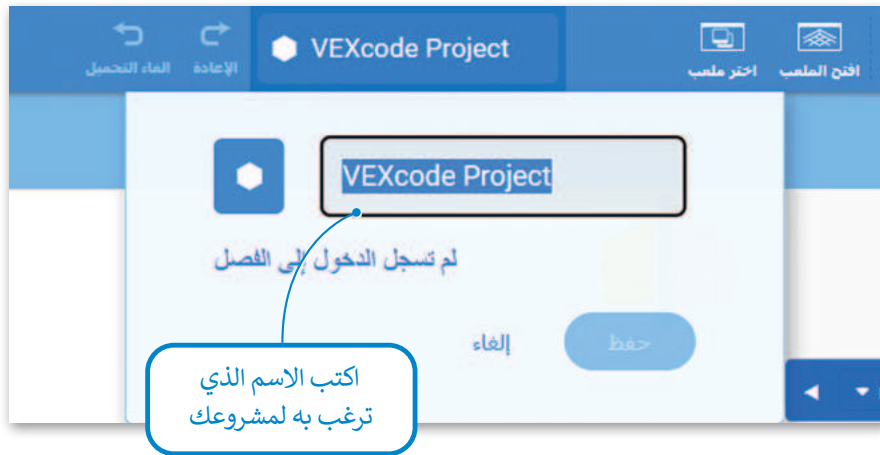 افتح الملعب
اختر ملعب
VEXcode Project
الإعادة
الغاء التحميل
VEXcode Project
لم تسجل الدخول إلى الفصل
حفظ
إلغاء
اكتب الاسم الذي
ترغب به لمشروعك